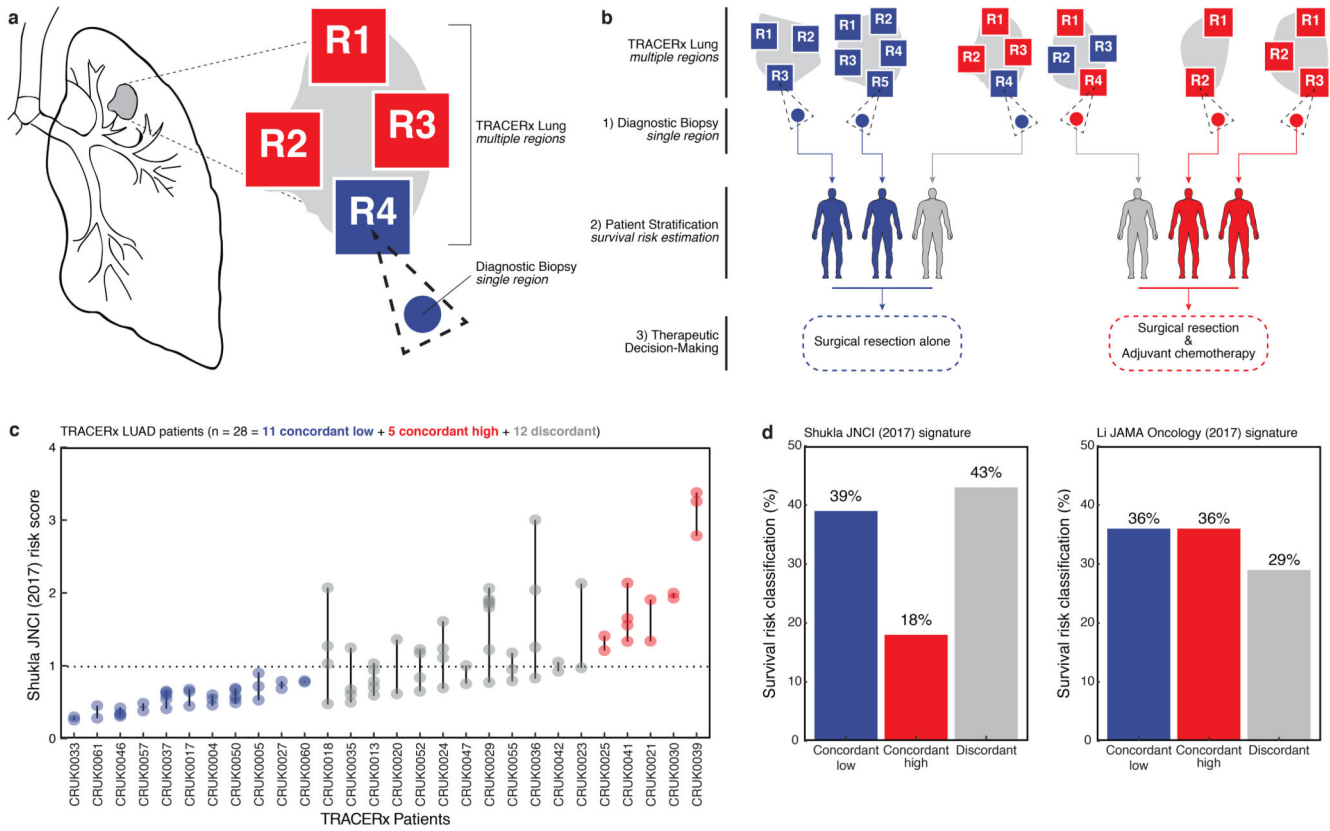 a
R1
R2
R3
R4
TRACERx Lung
multiple regions
Diagnostic Biopsy
single region
b
TRACERx Lung
multiple regions
R1
R2
R3
R1
R2
R3
R4
R5
R1
R2
R3
R4
R1
R2
R3
R4
R1
R2
R1
R2
R3
1) Diagnostic Biopsy
single region
2) Patient Stratification
survival risk estimation
3) Therapeutic
Decision-Making
Surgical resection alone
Surgical resection
&
Adjuvant chemotherapy
c
TRACERx LUAD patients (n = 28 = 11 concordant low + 5 concordant high + 12 discordant)
Shukla JNCI (2017) risk score
4
3
2
1
0
CRUK0033
CRUK0061
CRUK0046
CRUK0057
CRUK0037
CRUK0017
CRUK0004
CRUK0050
CRUK0005
CRUK0027
CRUK0060
CRUK0018
CRUK0035
CRUK0013
CRUK0020
CRUK0052
CRUK0024
CRUK0047
CRUK0029
CRUK0055
CRUK0036
CRUK0042
CRUK0023
CRUK0025
CRUK0041
CRUK0021
CRUK0030
CRUK0039
TRACERx Patients
d
Shukla JNCI (2017) signature
Survival risk classification (%)
50
40
30
20
10
0
39%
18%
43%
Concordant
low
Concordant
high
Discordant
Li JAMA Oncology (2017) signature
Survival risk classification (%)
50
40
30
20
10
0
36%
36%
29%
Concordant
low
Concordant
high
Discordant